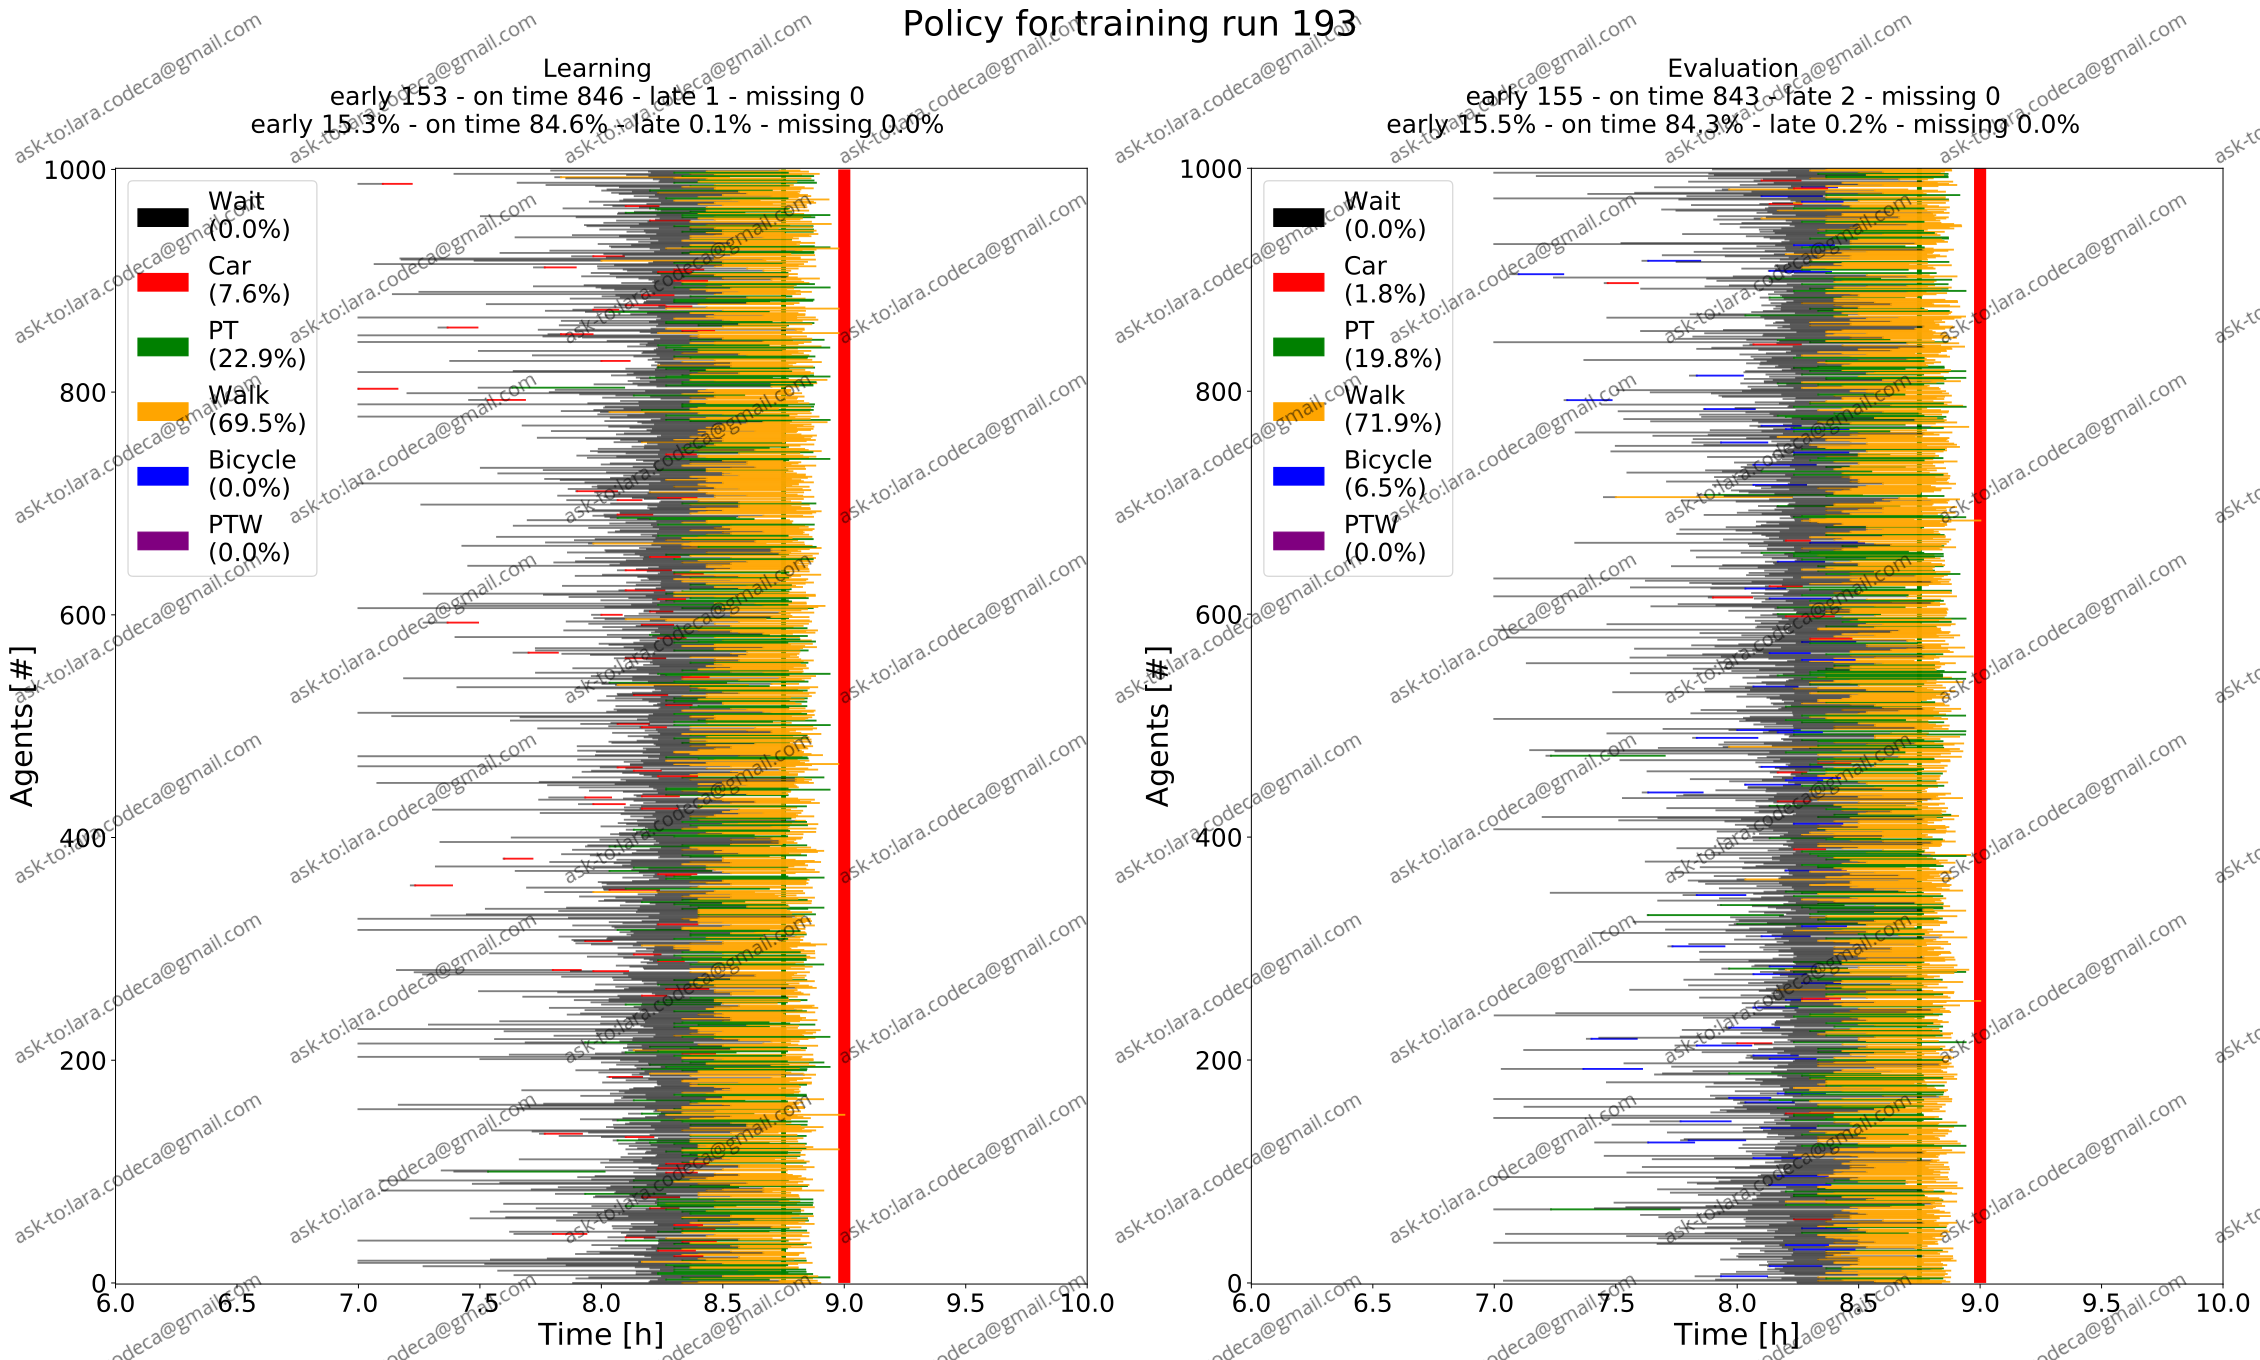 Policy for training run 193
Learning
early 153 - on time 846 - late 1 - missing 0
early 15.3% - on time 84.6% - late 0.1% - missing 0.0%
Agents [#]
1000
800
600
400
200
0
Wait
(0.0%)
Car
(7.6%)
PT
(22.9%)
Walk
(69.5%)
Bicycle
(0.0%)
PTW
(0.0%)
6.0 6.5 7.0 7.5 8.0 8.5 9.0 9.5 10.0
Time [h]
Evaluation
early 155 - on time 843 - late 2 - missing 0
early 15.5% - on time 84.3% - late 0.2% - missing 0.0%
Agents [#]
1000
800
600
400
200
0
Wait
(0.0%)
Car
(1.8%)
PT
(19.8%)
Walk
(71.9%)
Bicycle
(6.5%)
PTW
(0.0%)
6.0 6.5 7.0 7.5 8.0 8.5 9.0 9.5 10.0
Time [h]
ask-to:lara.codeca@gmail.com